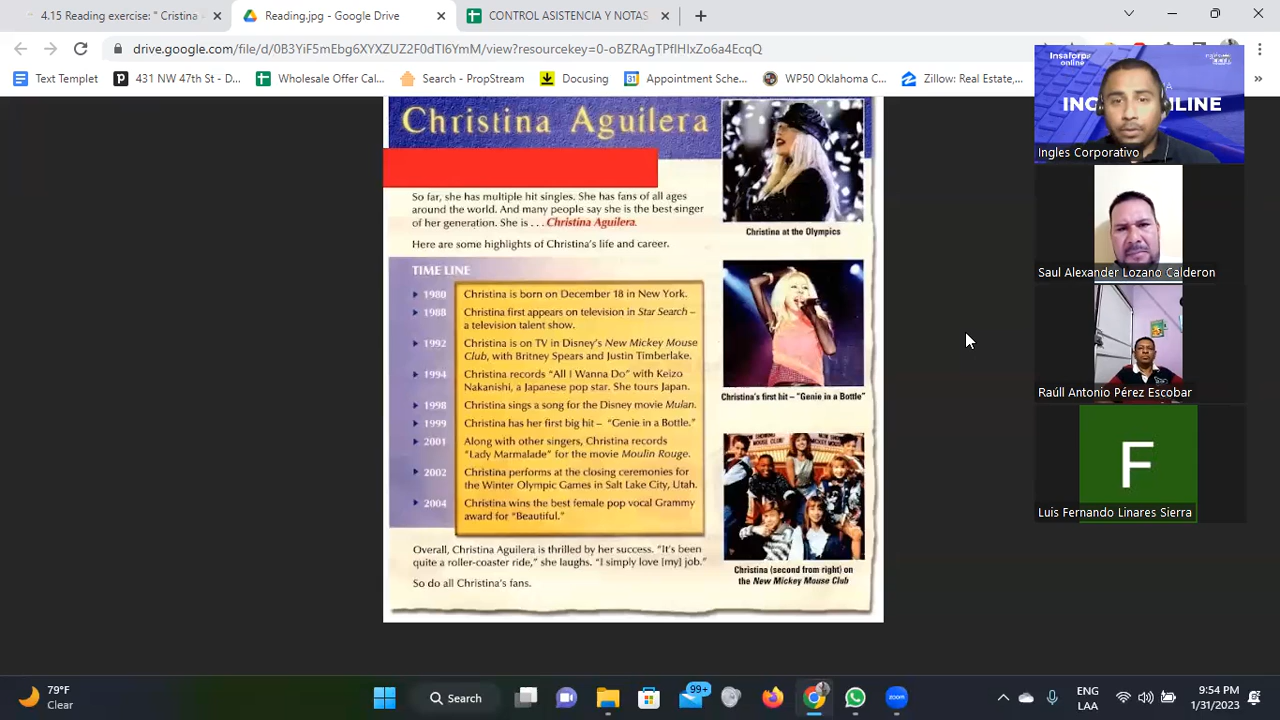 4.15 Reading exercise: " Cristina
Reading.jpg - Google Drive
CONTROL ASISTENCIA Y NOTAS
drive.google.com/file/d/0B3YiF5mEbg6XYXZUZ2F0dTI6YmM/view?resourcekey=0-oBZRAgTPflHIxZo6a4EcqQ
Text Templet
431 NW 47th St - D...
Wholesale Offer Cal...
Search - PropStream
Docusing
Appointment Sche...
WP50 Oklahoma C...
Zillow: Real Estate,...
»
Christina Aguilera
So far, she has multiple hit singles. She has fans of all ages
around the world. And many people say she is the best singer
of her generation. She is . . . Christina Aguilera.
Here are some highlights of Christina's life and career.
TIME LINE
1980 Christina is born on December 18 in New York.
1988 Christina first appears on television in Star Search –
a television talent show.
1992 Christina is on TV in Disney's New Mickey Mouse
Club, with Britney Spears and Justin Timberlake.
1994 Christina records "All I Wanna Do" with Keizo
Nakanishi, a Japanese pop star. She tours Japan.
1998 Christina sings a song for the Disney movie Mulan.
1999 Christina has her first big hit – "Genie in a Bottle."
2001 Along with other singers, Christina records
"Lady Marmalade" for the movie Moulin Rouge.
2002 Christina performs at the closing ceremonies for
the Winter Olympic Games in Salt Lake City, Utah.
2004 Christina wins the best female pop vocal Grammy
award for "Beautiful."
Overall, Christina Aguilera is thrilled by her success. "It's been
quite a roller-coaster ride," she laughs. "I simply love [my] job."
So do all Christina's fans.
Christina at the Olympics
Christina's first hit – "Genie in a Bottle"
Christina (second from right) on
the New Mickey Mouse Club
Insaforp
online
Ingles Corporativo
Saul Alexander Lozano Calderon
Raúll Antonio Pérez Escobar
F
Luis Fernando Linares Sierra
79°F
Clear
Search
99+
zoom
ENG
LAA
9:54 PM
1/31/2023